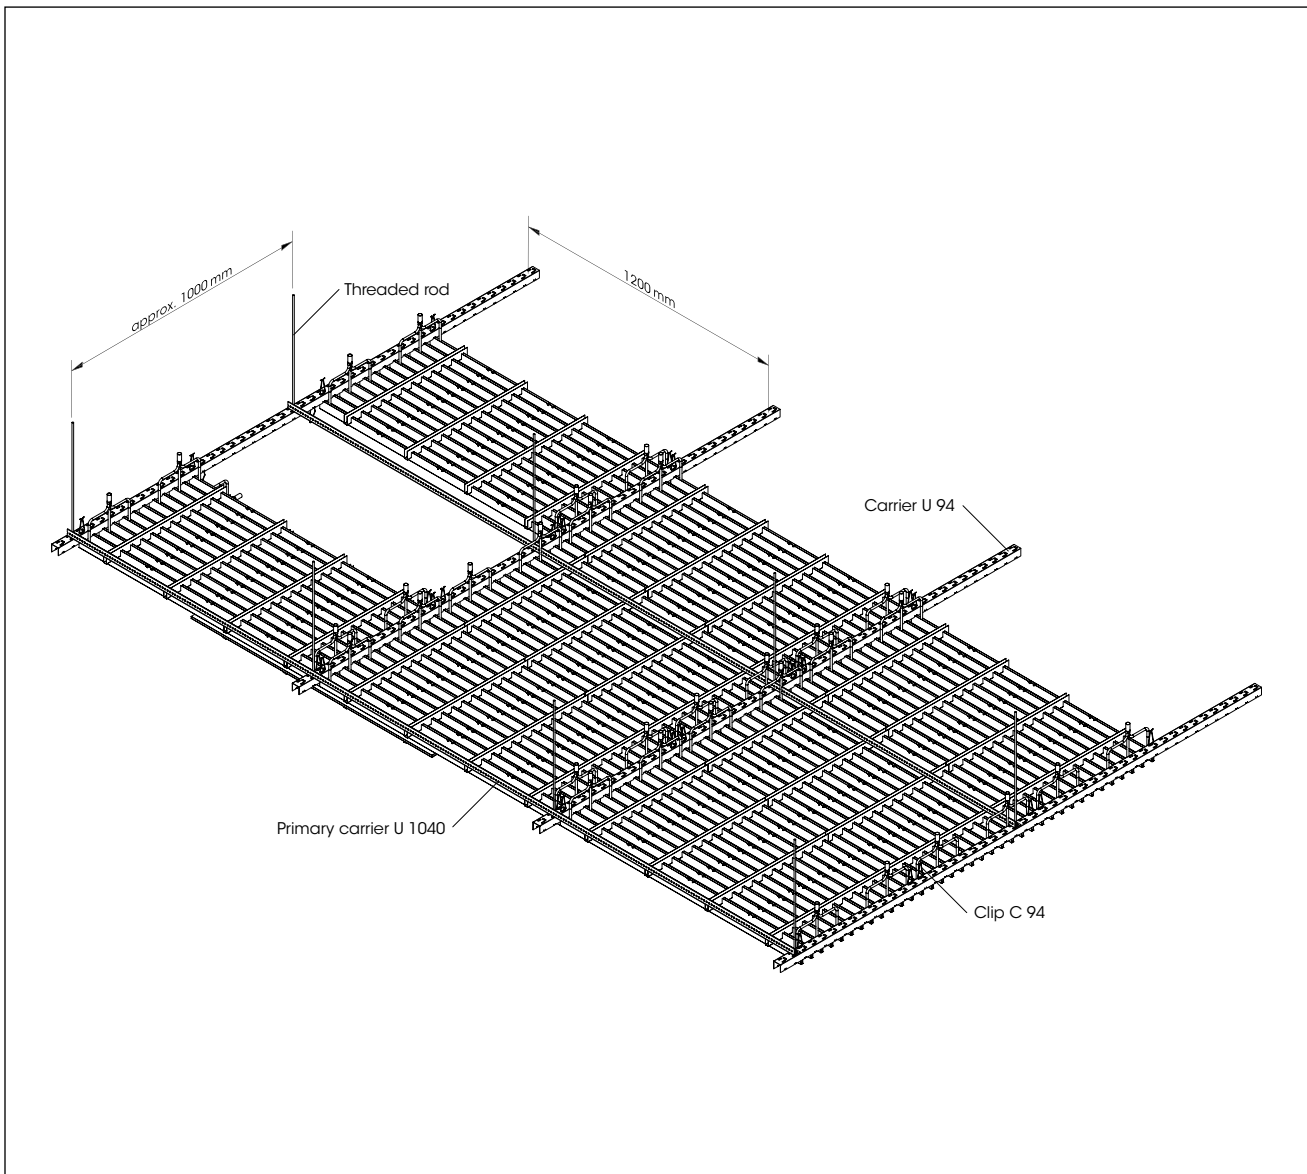 approx. 1000 mm
1200 mm
Threaded rod
Carrier U 94
Primary carrier U 1040
Clip C 94